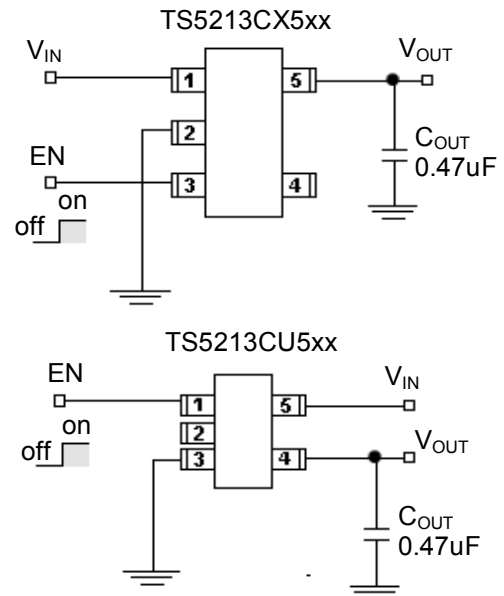 TS5213CX5xx
VIN
VOUT
1
5
2
COUT
0.47uF
EN
3
4
on
off
TS5213CU5xx
EN
VIN
1
5
on
2
off
VOUT
3
4
COUT
0.47uF